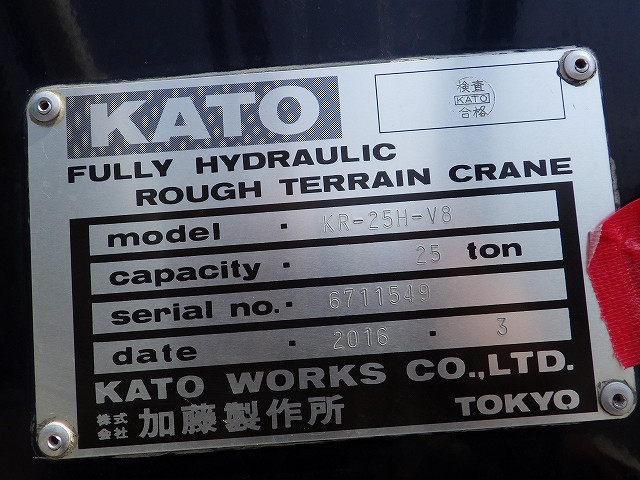 KATO
検査
KATO
合格
FULLY HYDRAULIC
ROUGH TERRAIN CRANE
model · KR-25H-V8
capacity · 25 ton
serial no. · 6711549
date · 2016 · 3
KATO WORKS CO.,LTD.
株式会社 加藤製作所 TOKYO